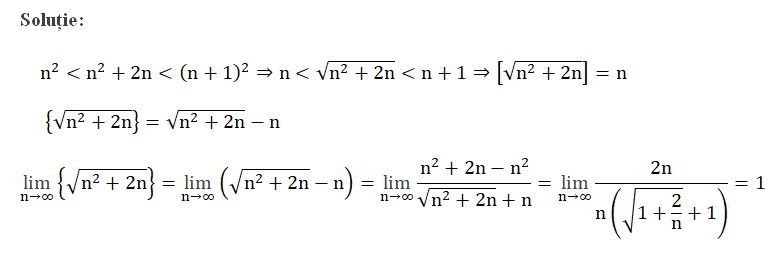 Soluție:
n² < n² + 2n < (n + 1)² ⇒ n < √(n² + 2n) < n + 1 ⇒ [√(n² + 2n)] = n
{√(n² + 2n)} = √(n² + 2n) − n
lim_{n→∞} {√(n² + 2n)} = lim_{n→∞} (√(n² + 2n) − n) = lim_{n→∞} (n² + 2n − n²)/(√(n² + 2n) + n) = lim_{n→∞} 2n/(n(√(1 + 2/n) + 1)) = 1